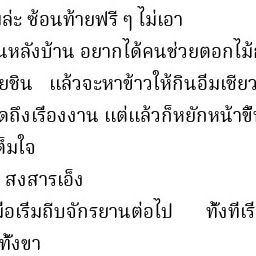 ล่ะ ซ้อนท้ายฟรี ๆ ไม่เอา
หลังบ้าน อยากได้คนช่วยตอกไม้
ชิน แล้วจะหาข้าวให้กินอีมเชียว
ถึงเรืองงาน แต่แล้วก็หยักหน้าขี
ต็มใจ
สงสารเอ็ง
มือเรีมถีบจักรยานต่อไป ทั้งทีเรี
ทั้งขา